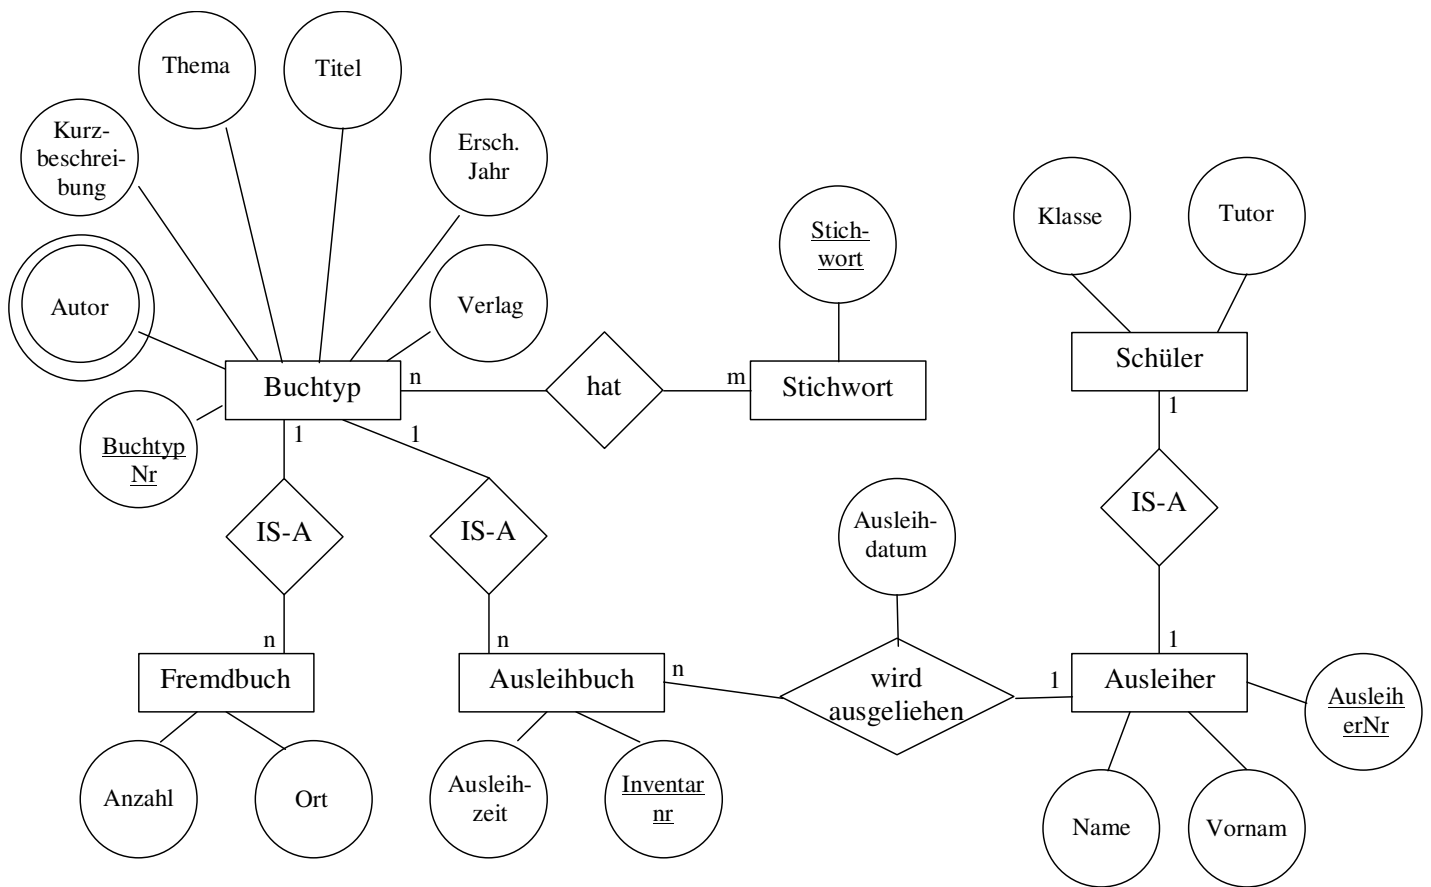 Thema
Titel
Kurz-
beschrei-
bung
Ersch.
Jahr
Autor
Verlag
Stich-
wort
Klasse
Tutor
Buchtyp
n
hat
m
Stichwort
Schüler
Buchtyp
Nr
1
1
1
IS-A
IS-A
IS-A
Ausleih-
datum
n
n
1
Fremdbuch
Ausleihbuch
n
wird
ausgeliehen
1
Ausleiher
Ausleih
erNr
Anzahl
Ort
Ausleih-
zeit
Inventar
nr
Name
Vornam